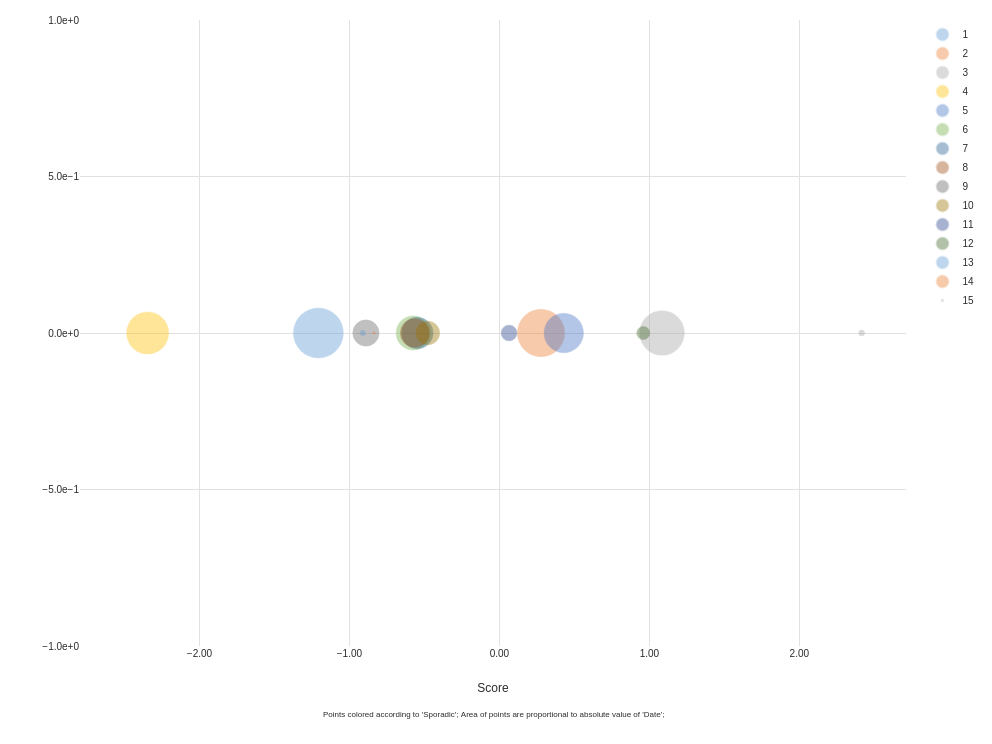 1.0e+0
5.0e−1
0.0e+0
−5.0e−1
−1.0e+0
−2.00
−1.00
0.00
1.00
2.00
Score
Points colored according to 'Sporadic'; Area of points are proportional to absolute value of 'Date';
1
2
3
4
5
6
7
8
9
10
11
12
13
14
15